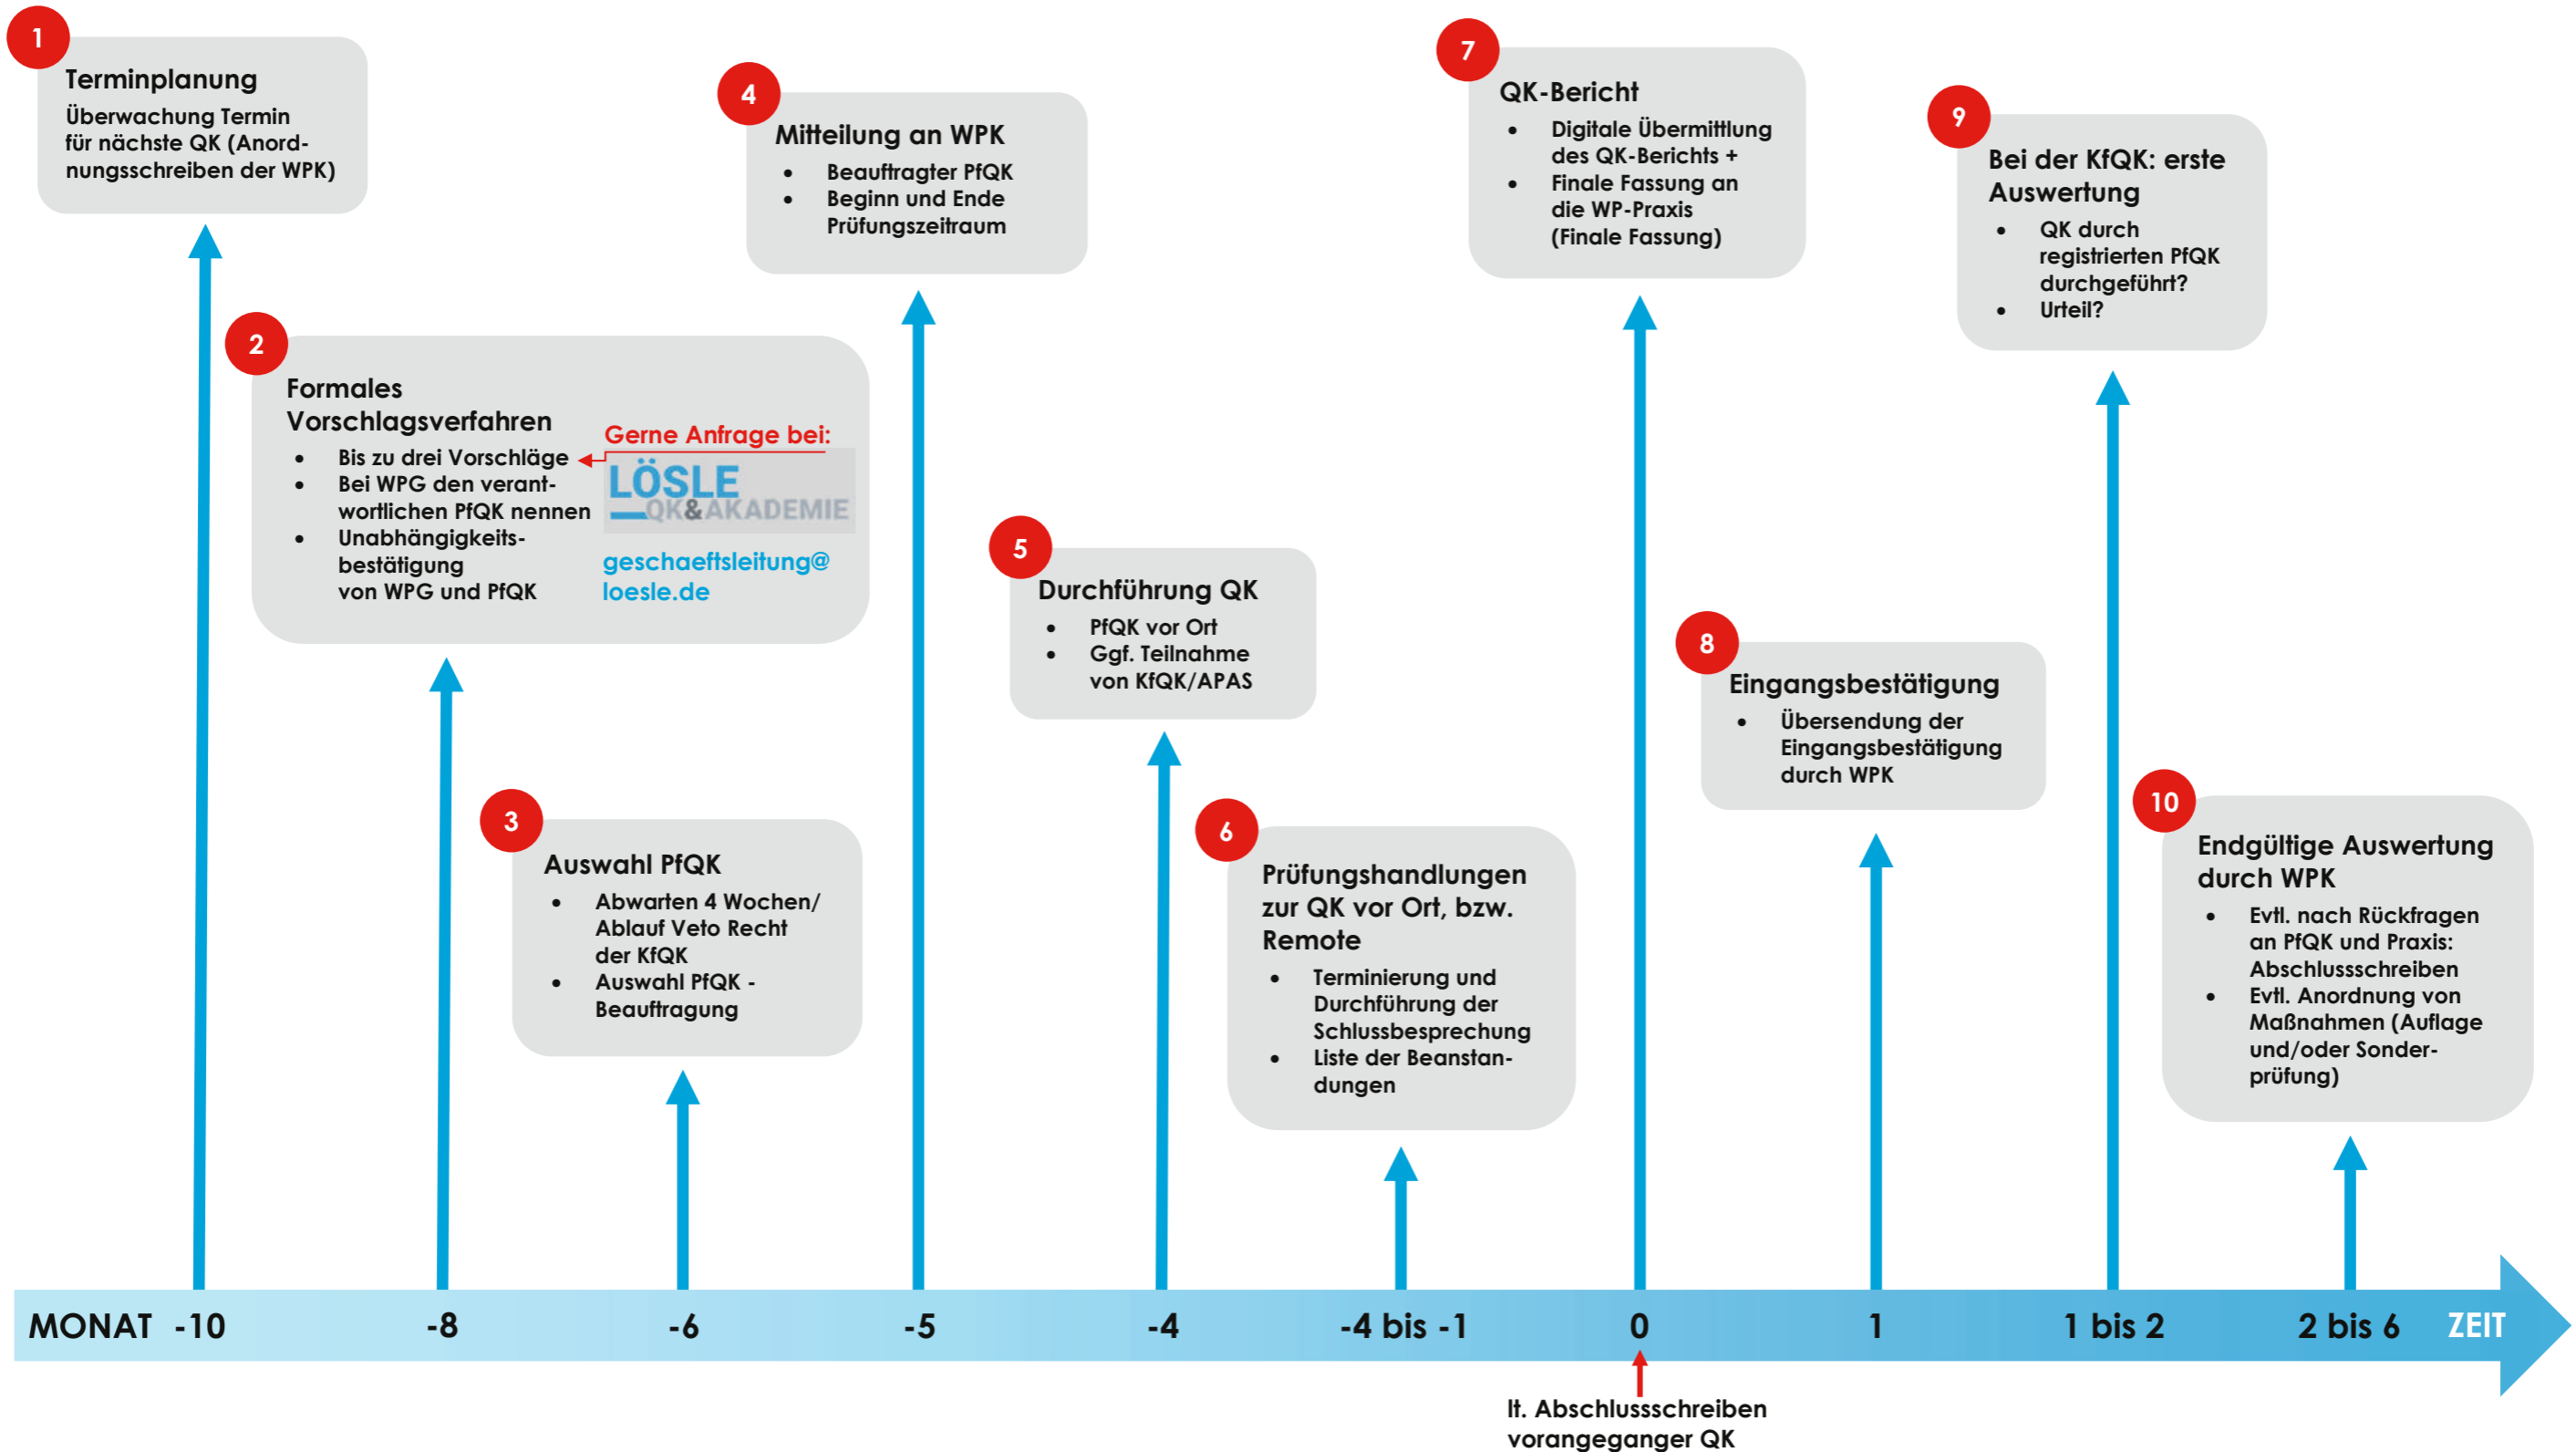 1
Terminplanung
Überwachung Termin
für nächste QK (Anord-
nungsschreiben der WPK)
2
Formales
Vorschlagsverfahren
• Bis zu drei Vorschläge
• Bei WPG den verant-
wortlichen PfQK nennen
• Unabhängigkeits-
bestätigung
von WPG und PfQK
Gerne Anfrage bei:
LÖSLE
QK&AKADEMIE
geschaeftsleitung@
loesle.de
3
Auswahl PfQK
• Abwarten 4 Wochen/
Ablauf Veto Recht
der KfQK
• Auswahl PfQK -
Beauftragung
4
Mitteilung an WPK
• Beauftragter PfQK
• Beginn und Ende
Prüfungszeitraum
5
Durchführung QK
• PfQK vor Ort
• Ggf. Teilnahme
von KfQK/APAS
6
Prüfungshandlungen
zur QK vor Ort, bzw.
Remote
• Terminierung und
Durchführung der
Schlussbesprechung
• Liste der Beanstan-
dungen
7
QK-Bericht
• Digitale Übermittlung
des QK-Berichts +
• Finale Fassung an
die WP-Praxis
(Finale Fassung)
8
Eingangsbestätigung
• Übersendung der
Eingangsbestätigung
durch WPK
9
Bei der KfQK: erste
Auswertung
• QK durch
registrierten PfQK
durchgeführt?
• Urteil?
10
Endgültige Auswertung
durch WPK
• Evtl. nach Rückfragen
an PfQK und Praxis:
Abschlussschreiben
• Evtl. Anordnung von
Maßnahmen (Auflage
und/oder Sonder-
prüfung)
MONAT -10 -8 -6 -5 -4 -4 bis -1 0 1 1 bis 2 2 bis 6 ZEIT
lt. Abschlussschreiben
vorangeganger QK